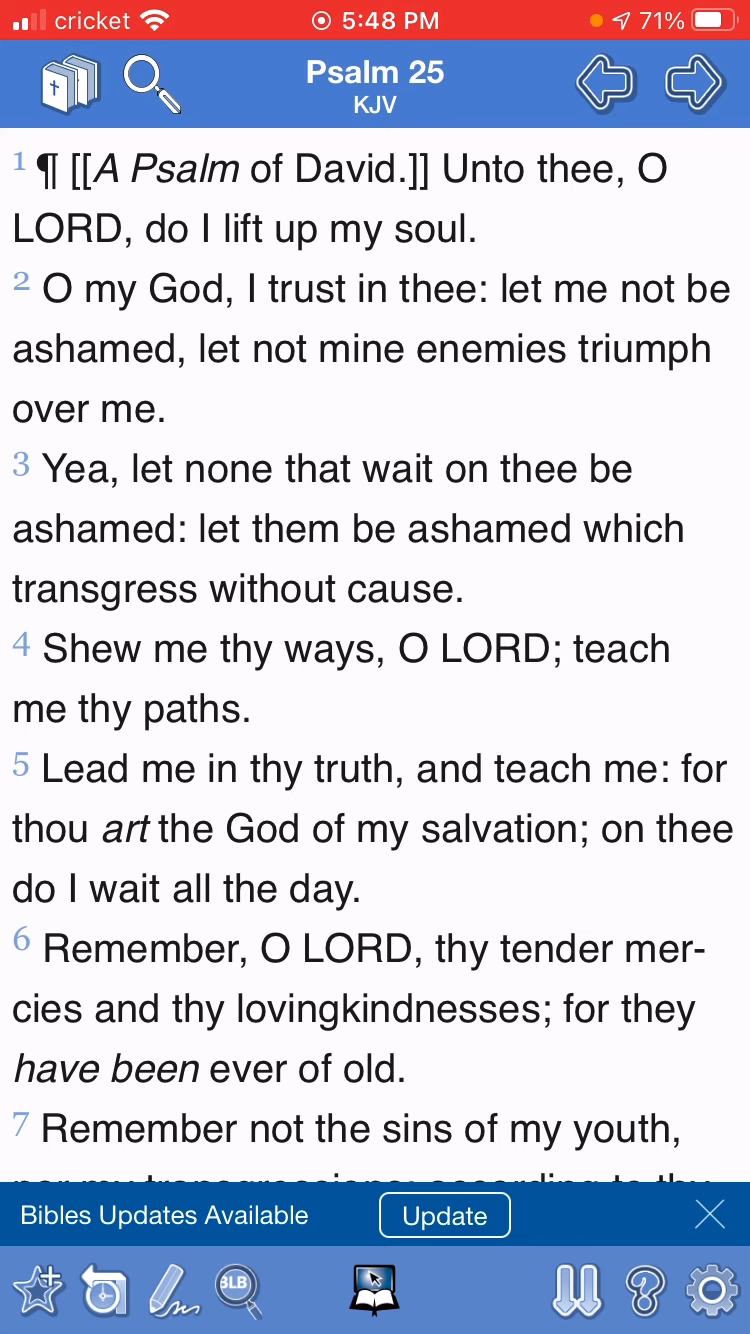 cricket 5:48 PM 71%
Psalm 25
KJV
1 ¶ [[A Psalm of David.]] Unto thee, O
LORD, do I lift up my soul.
2 O my God, I trust in thee: let me not be
ashamed, let not mine enemies triumph
over me.
3 Yea, let none that wait on thee be
ashamed: let them be ashamed which
transgress without cause.
4 Shew me thy ways, O LORD; teach
me thy paths.
5 Lead me in thy truth, and teach me: for
thou art the God of my salvation; on thee
do I wait all the day.
6 Remember, O LORD, thy tender mer-
cies and thy lovingkindnesses; for they
have been ever of old.
7 Remember not the sins of my youth,
nor my transgressions: according to thy
Bibles Updates Available Update
BLB